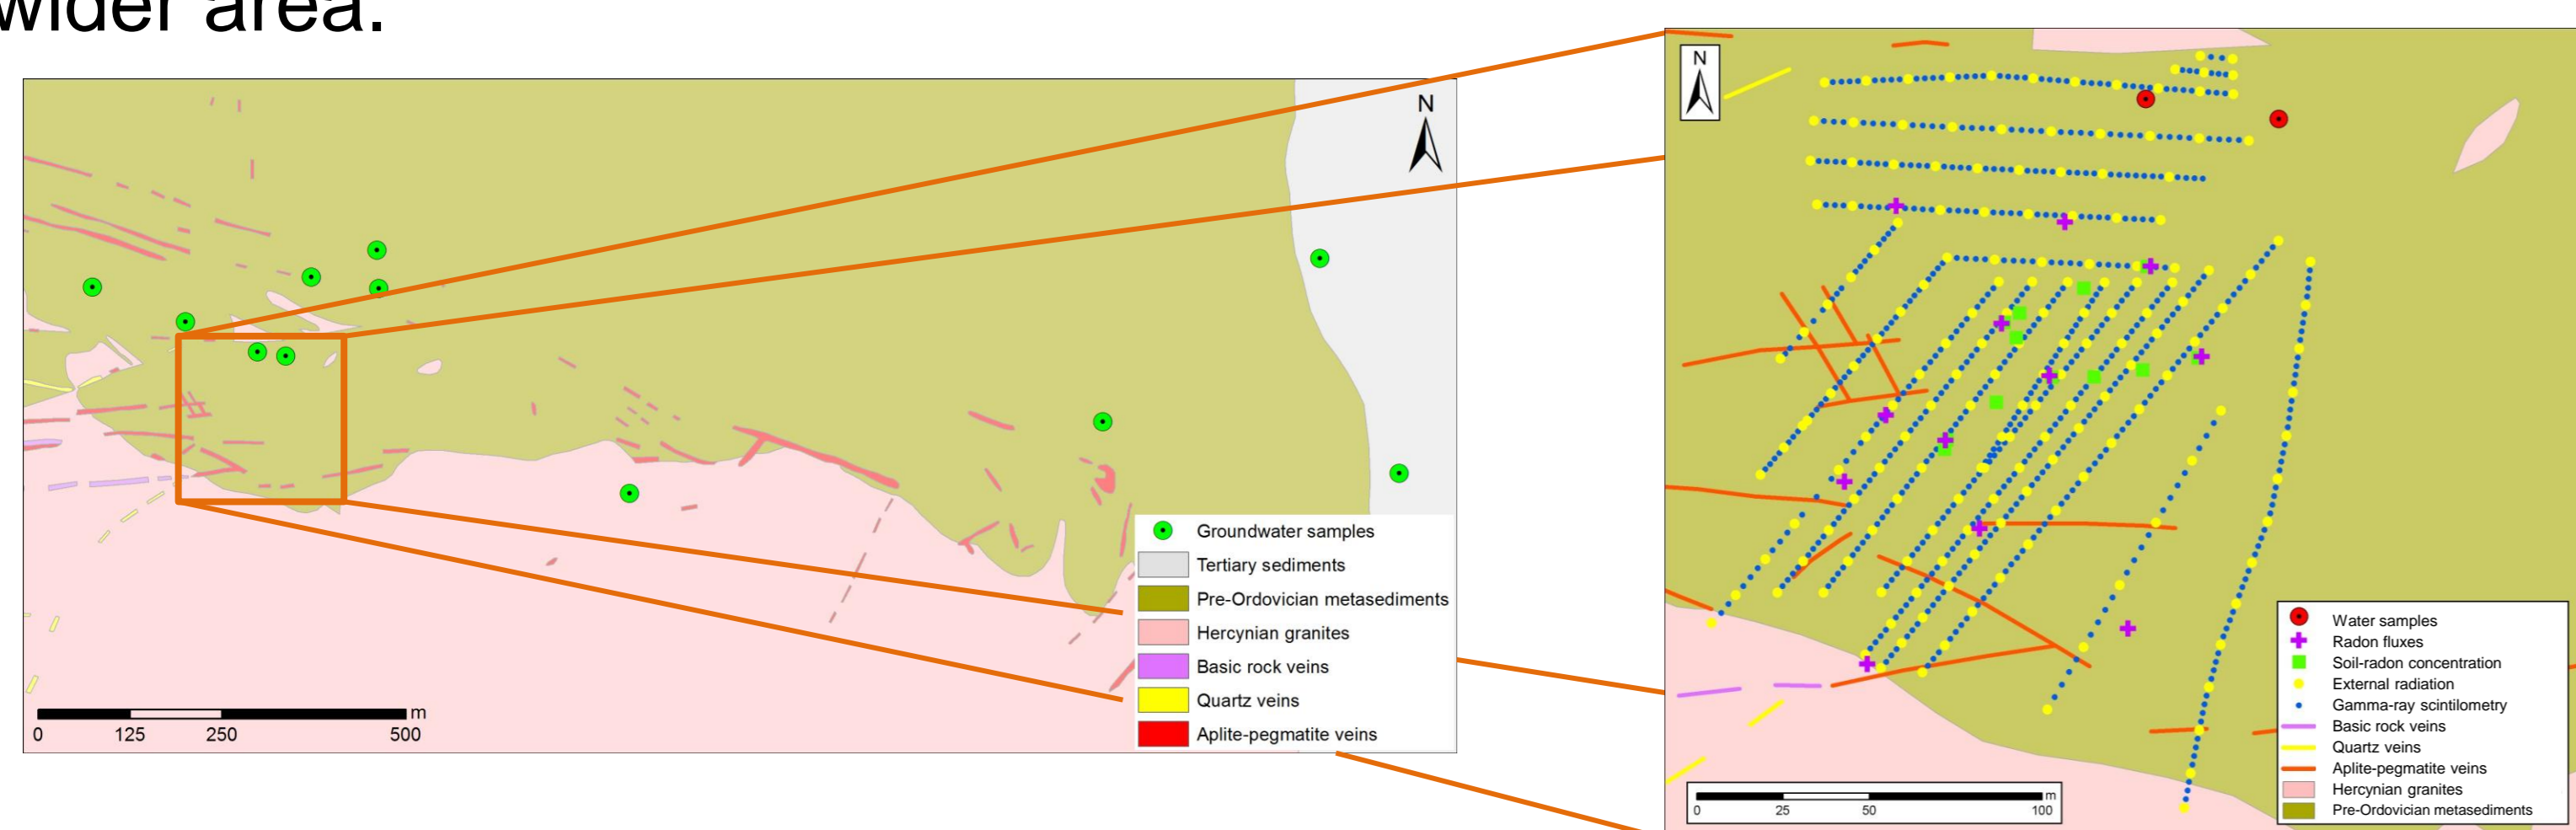 wider area.
N
Groundwater samples
Tertiary sediments
Pre-Ordovician metasediments
Hercynian granites
Basic rock veins
Quartz veins
Aplite-pegmatite veins
m
0 125 250 500
N
Water samples
Radon fluxes
Soil-radon concentration
External radiation
Gamma-ray scintilometry
Basic rock veins
Quartz veins
Aplite-pegmatite veins
Hercynian granites
Pre-Ordovician metasediments
m
0 25 50 100